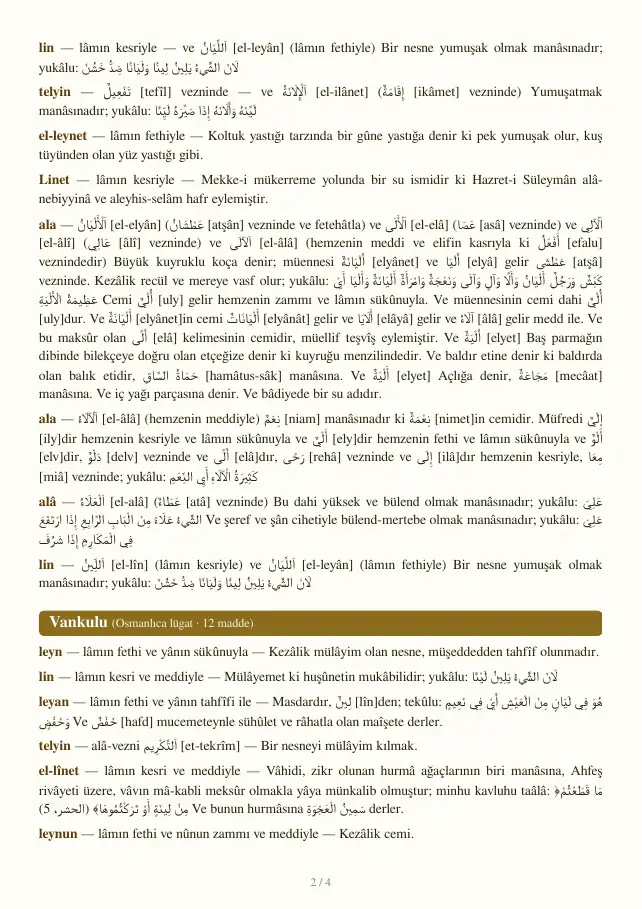 lin — lâmın kesriyle — ve اَللَّيَانُ [el-leyân] (lâmın fethiyle) Bir nesne yumuşak olmak manâsınadır;
yukâlu: لَانَ الشَّيءُ يَلِينُ لِينًا وَلَيَانًا ضِدُّ خَشُنَ
telyin — تَفْعِيلٌ [tefîl] vezninde — ve اَلْإِلَانَةُ [el-ilânet] (إِقَامَةٌ [ikâmet] vezninde) Yumuşatmak
manâsınadır; yukâlu: لَيَّنَهُ وَأَلَانَهُ إِذَا صَيَّرَهُ لَيِّنًا
el-leynet — lâmın fethiyle — Koltuk yastığı tarzında bir gûne yastığa denir ki pek yumuşak olur, kuş
tüyünden olan yüz yastığı gibi.
Linet — lâmın kesriyle — Mekke-i mükerreme yolunda bir su ismidir ki Hazret-i Süleymân alâ-
nebiyyinâ ve aleyhis-selâm hafr eylemiştir.
ala — اَلْأَلْيَانُ [el-elyân] (عَطْشَانُ [atşân] vezninde ve fetehâtla) ve اَلْأَلَى [el-elâ] (عَصَا [asâ] vezninde) ve اَلْآلِي
[el-âlî] (عَالِي [âlî] vezninde) ve اَلْآلَى [el-âlâ] (hemzenin meddi ve elifin kasrıyla ki أَفْعَلُ [efalu]
veznindedir) Büyük kuyruklu koça denir; müennesi أَلْيَانَةٌ [elyânet] ve أَلْيَا [elyâ] gelir عَطْشَى [atşâ]
vezninde. Kezâlik recül ve mereye vasf olur; yukâlu: كَبْشٌ وَرَجُلٌ أَلْيَانُ وَأَلًا وَآلٍ وَآلَى وَنَعْجَةٌ وَامْرَأَةٌ أَلْيَانَةٌ وَأَلْيَا أَيْ
عَظِيمَةُ الْأَلْيَةِ Cemi أُلْيٌ [uly] gelir hemzenin zammı ve lâmın sükûnuyla. Ve müennesinin cemi dahi أُلْيٌ
[uly]dur. Ve أَلْيَانَةٌ [elyânet]in cemi أَلْيَانَاتٌ [elyânât] gelir ve أَلَايَا [elâyâ] gelir ve آلَاءٌ [âlâ] gelir medd ile. Ve
bu maksûr olan أَلًى [elâ] kelimesinin cemidir, müellif teşvîş eylemiştir. Ve أَلْيَةٌ [elyet] Baş parmağın
dibinde bilekçeye doğru olan etçeğize denir ki kuyruğu menzilindedir. Ve baldır etine denir ki baldırda
olan balık etidir, حَمَاةُ السَّاقِ [hamâtus-sâk] manâsına. Ve أَلْيَةٌ [elyet] Açlığa denir, مَجَاعَةٌ [mecâat]
manâsına. Ve iç yağı parçasına denir. Ve bâdiyede bir su adıdır.
ala — اَلْآلَاءُ [el-âlâ] (hemzenin meddiyle) نِعَمٌ [niam] manâsınadır ki نِعْمَةٌ [nimet]in cemidir. Müfredi إِلْيٌ
[ily]dir hemzenin kesriyle ve lâmın sükûnuyla ve أَلْيٌ [ely]dir hemzenin fethi ve lâmın sükûnuyla ve أَلْوٌ
[elv]dir, دَلْوٌ [delv] vezninde ve أَلًى [elâ]dır, رَحًى [rehâ] vezninde ve إِلًى [ilâ]dır hemzenin kesriyle, مِعًا
[miâ] vezninde; yukâlu: كَثِيرَةُ الْآلَاءِ أَيِ النِّعَمِ
alâ — اَلْعَلَاءُ [el-alâ] (عَطَاءٌ [atâ] vezninde) Bu dahi yüksek ve bülend olmak manâsınadır; yukâlu: عَلِيَ
الشَّيءُ عَلَاءً مِنَ الْبَابِ الرَّابِعِ إِذَا ارْتَفَعَ Ve şeref ve şân cihetiyle bülend-mertebe olmak manâsınadır; yukâlu: عَلِيَ
فِي الْمَكَارِمِ إِذَا شَرُفَ
lin — اَللِّينُ [el-lîn] (lâmın kesriyle) ve اَللَّيَانُ [el-leyân] (lâmın fethiyle) Bir nesne yumuşak olmak
manâsınadır; yukâlu: لَانَ الشَّيءُ يَلِينُ لِينًا وَلَيَانًا ضِدُّ خَشُنَ
Vankulu (Osmanlıca lügat · 12 madde)
leyn — lâmın fethi ve yânın sükûnuyla — Kezâlik mülâyim olan nesne, müşeddedden tahfîf olunmadır.
lin — lâmın kesri ve meddiyle — Mülâyemet ki huşûnetin mukâbilidir; yukâlu: لَانَ الشَّيءُ يَلِينُ لَيْنًا
leyan — lâmın fethi ve yânın tahfîfi ile — Masdardır, لِينٌ [lîn]den; tekûlu: هُوَ فِي لَيَانٍ مِنَ الْعَيْشِ أَيْ فِي نَعِيمٍ
وَخَفْضٍ Ve خَفْضٌ [hafd] mucemeteynle sühûlet ve râhatla olan maîşete derler.
telyin — alâ-vezni اَلتَّكْرِيمِ [et-tekrîm] — Bir nesneyi mülâyim kılmak.
el-lînet — lâmın kesri ve meddiyle — Vâhidi, zikr olunan hurmâ ağaçlarının biri manâsına, Ahfeş
rivâyeti üzere, vâvın mâ-kabli meksûr olmakla yâya münkalib olmuştur; minhu kavluhu taâlâ: ﴿مَا قَطَعْتُمْ
مِنْ لِينَةٍ أَوْ تَرَكْتُمُوهَا﴾ (الحشر، 5) Ve bunun hurmâsına سَمِينُ الْعَجْوَةِ derler.
leynun — lâmın fethi ve nûnun zammı ve meddiyle — Kezâlik cemi.
2 / 4